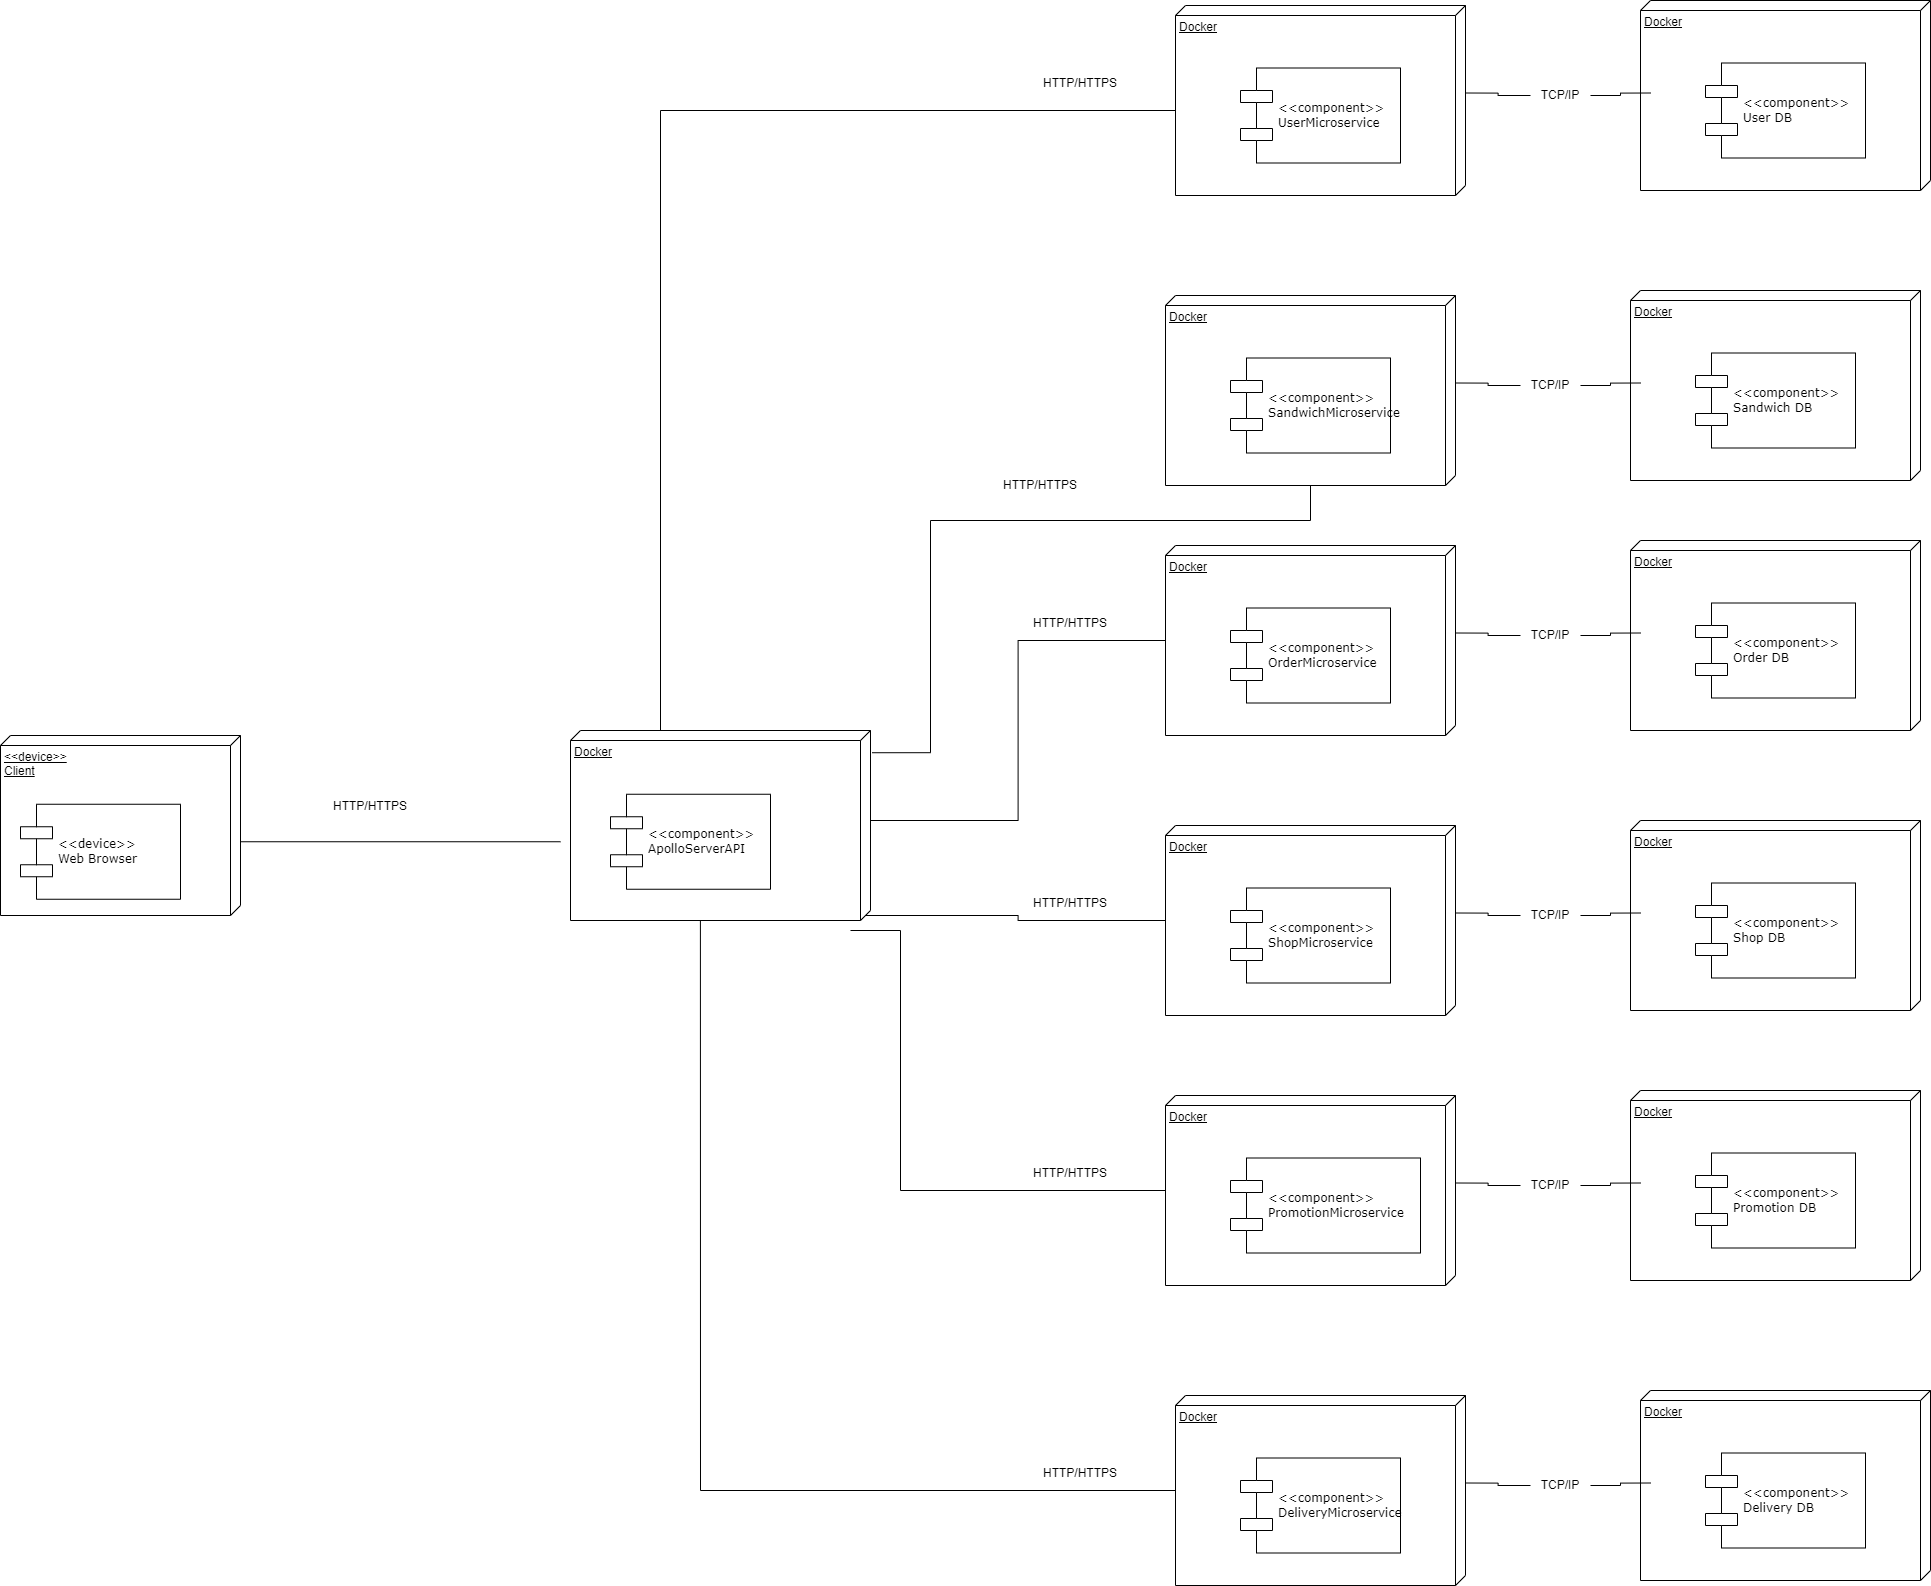 Docker
<<component>>
UserMicroservice
HTTP/HTTPS
TCP/IP
Docker
<<component>>
User DB
Docker
<<component>>
SandwichMicroservice
HTTP/HTTPS
TCP/IP
Docker
<<component>>
Sandwich DB
Docker
<<component>>
OrderMicroservice
HTTP/HTTPS
TCP/IP
Docker
<<component>>
Order DB
<<device>>
Client
<<device>>
Web Browser
HTTP/HTTPS
Docker
<<component>>
ApolloServerAPI
Docker
<<component>>
ShopMicroservice
HTTP/HTTPS
TCP/IP
Docker
<<component>>
Shop DB
Docker
<<component>>
PromotionMicroservice
HTTP/HTTPS
TCP/IP
Docker
<<component>>
Promotion DB
Docker
<<component>>
DeliveryMicroservice
HTTP/HTTPS
TCP/IP
Docker
<<component>>
Delivery DB